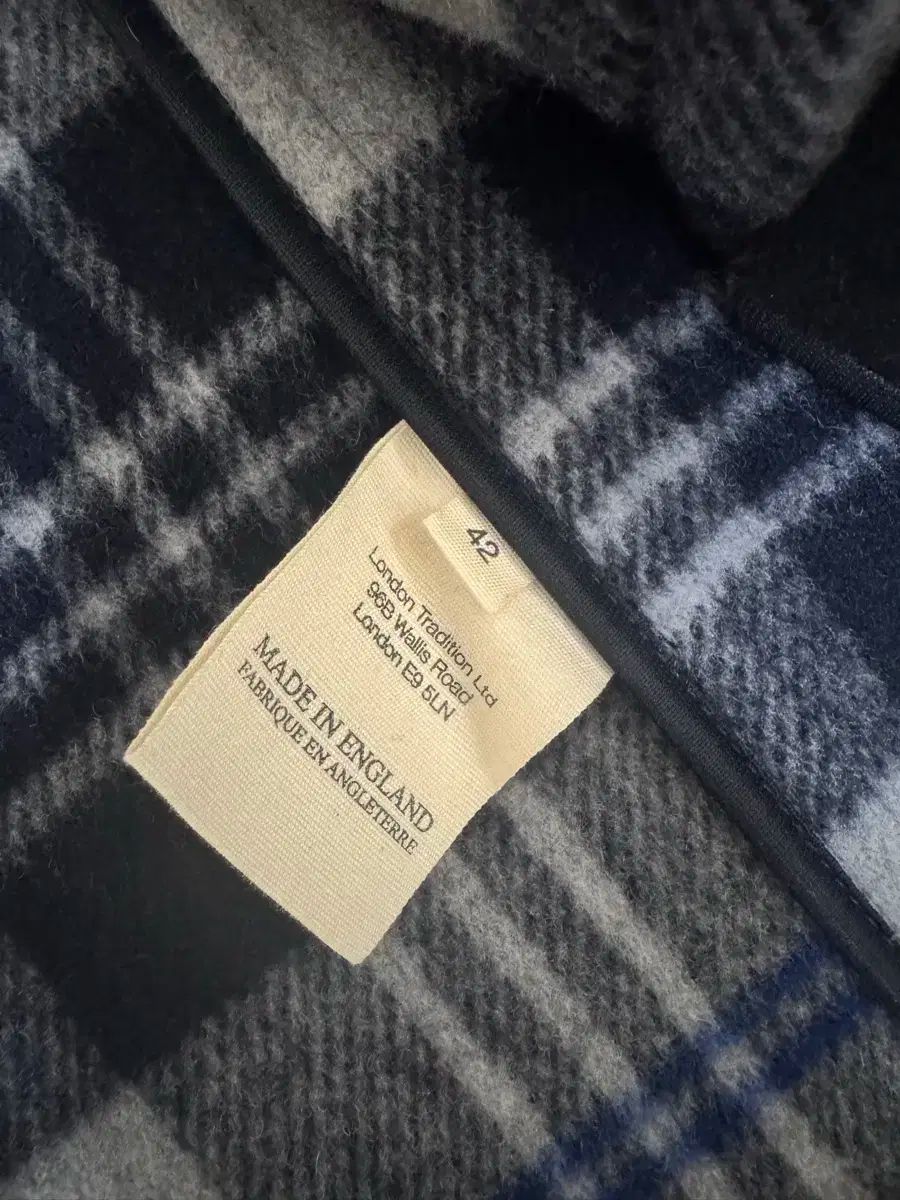 42
London Tradition Ltd
96B Wallis Road
London E9 5LN
MADE IN ENGLAND
FABRIQUE EN ANGLETERRE